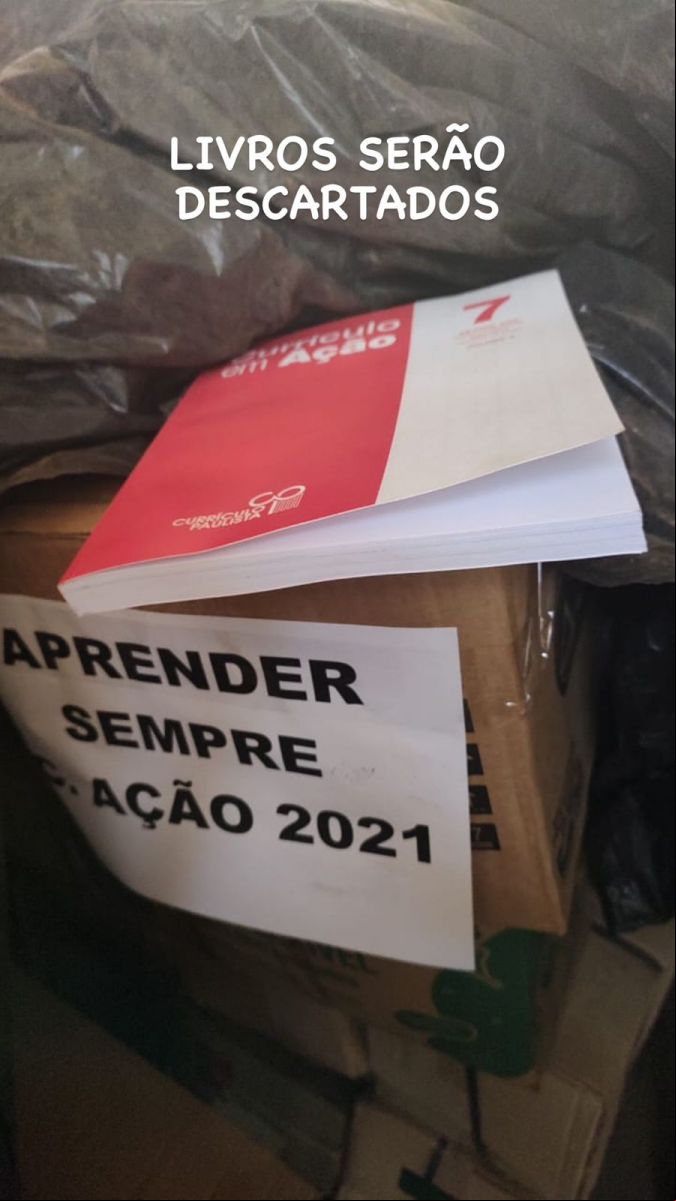 LIVROS SERÃO
DESCARTADOS
Currículo
em Ação
7
CURRÍCULO
PAULISTA
APRENDER
SEMPRE
C. AÇÃO 2021